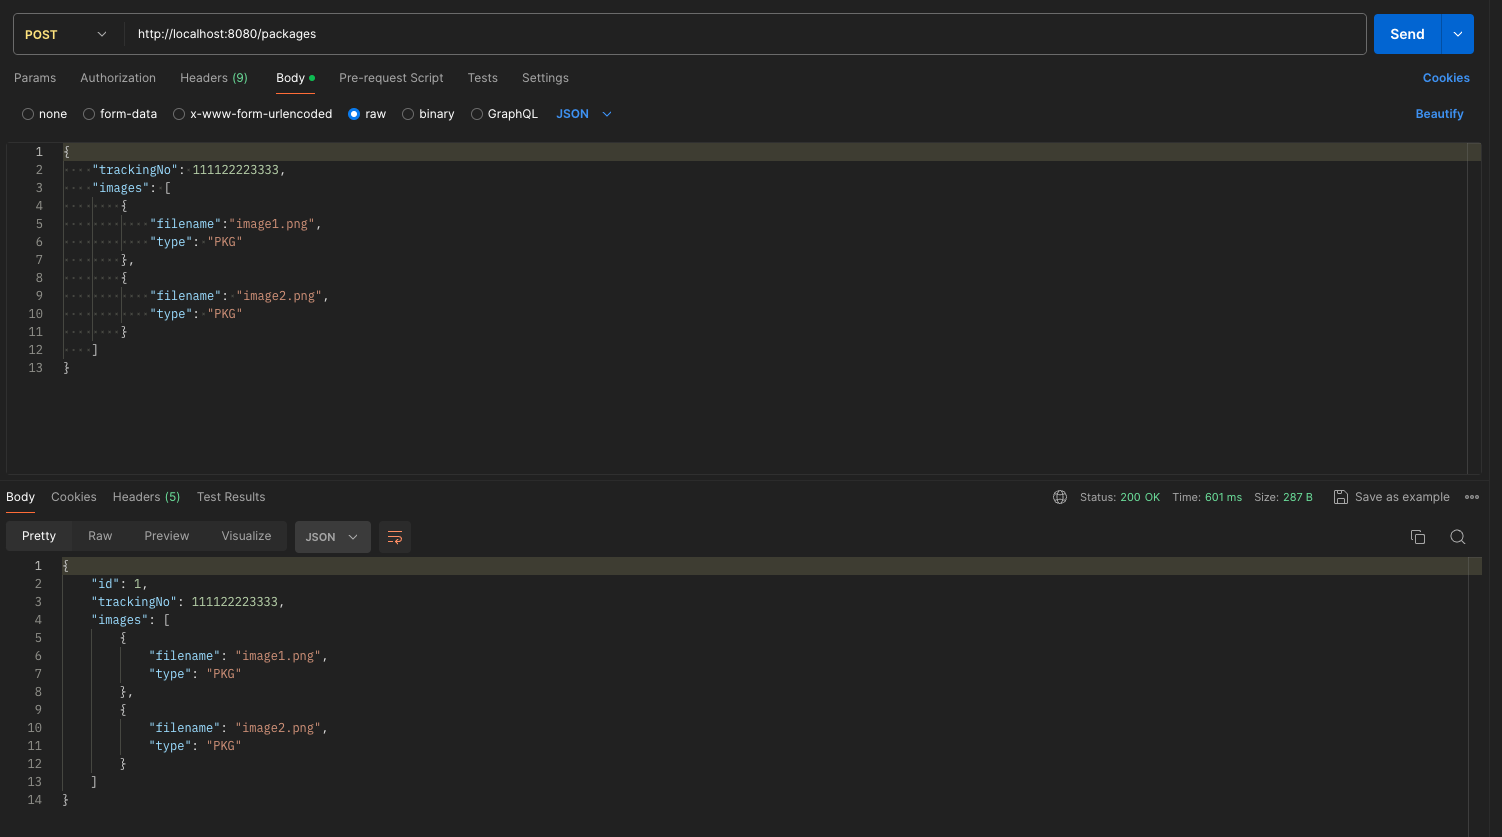 POST http://localhost:8080/packages Send
Params Authorization Headers (9) Body Pre-request Script Tests Settings Cookies
none form-data x-www-form-urlencoded raw binary GraphQL JSON Beautify
1 {
2 "trackingNo": 111122223333,
3 "images": [
4 {
5 "filename":"image1.png",
6 "type": "PKG"
7 },
8 {
9 "filename": "image2.png",
10 "type": "PKG"
11 }
12 ]
13 }
Body Cookies Headers (5) Test Results Status: 200 OK Time: 601 ms Size: 287 B Save as example
Pretty Raw Preview Visualize JSON
1 {
2 "id": 1,
3 "trackingNo": 111122223333,
4 "images": [
5 {
6 "filename": "image1.png",
7 "type": "PKG"
8 },
9 {
10 "filename": "image2.png",
11 "type": "PKG"
12 }
13 ]
14 }